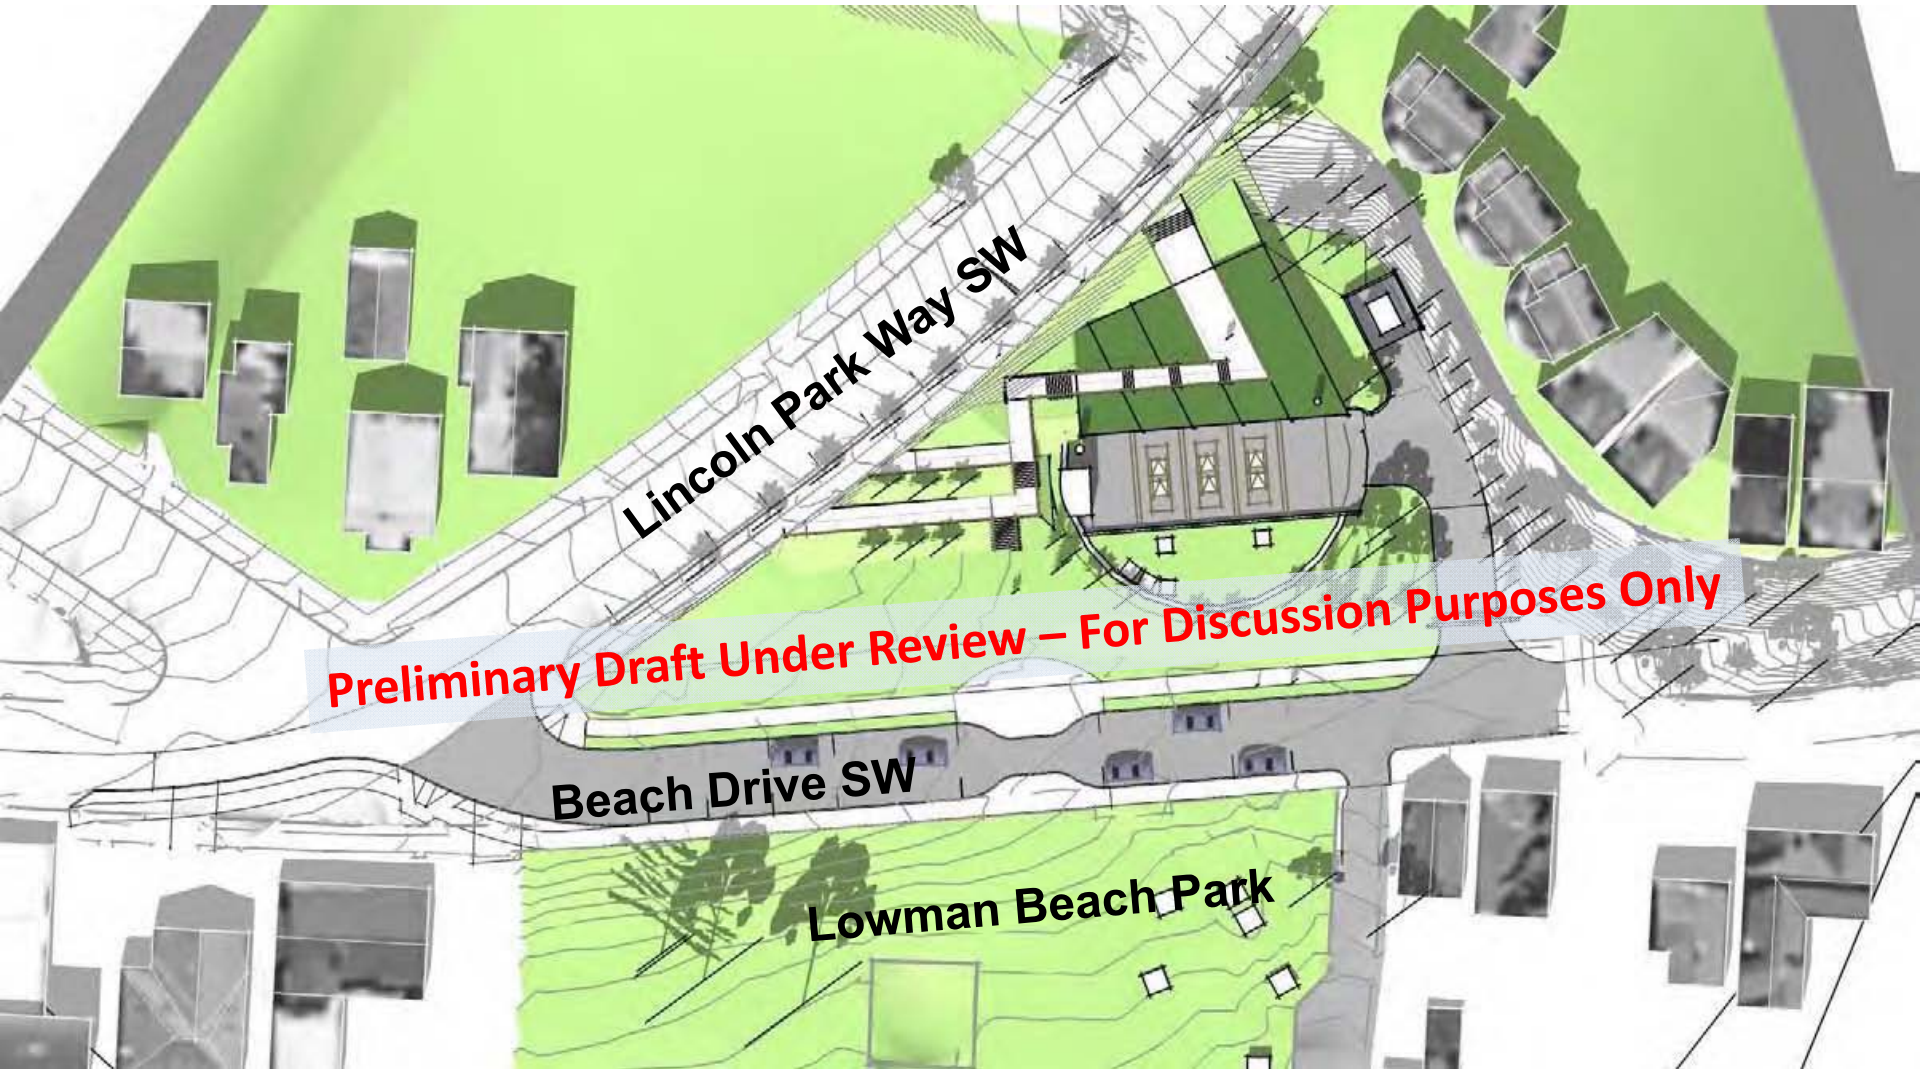 Lincoln Park Way SW
Preliminary Draft Under Review – For Discussion Purposes Only
Beach Drive SW
Lowman Beach Park